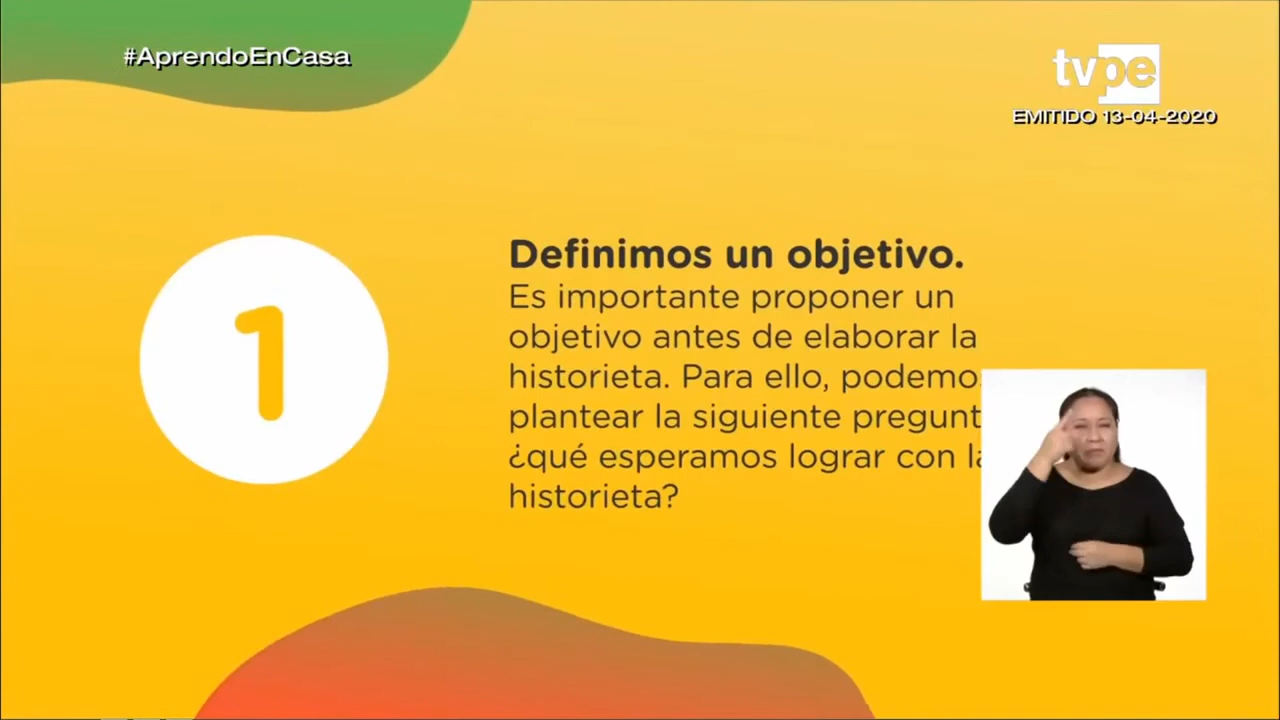 #AprendoEnCasa
tvpe
EMITIDO 13-04-2020
1
Definimos un objetivo.
Es importante proponer un
objetivo antes de elaborar la
historieta. Para ello, podemos
plantear la siguiente pregunt
¿qué esperamos lograr con la
historieta?